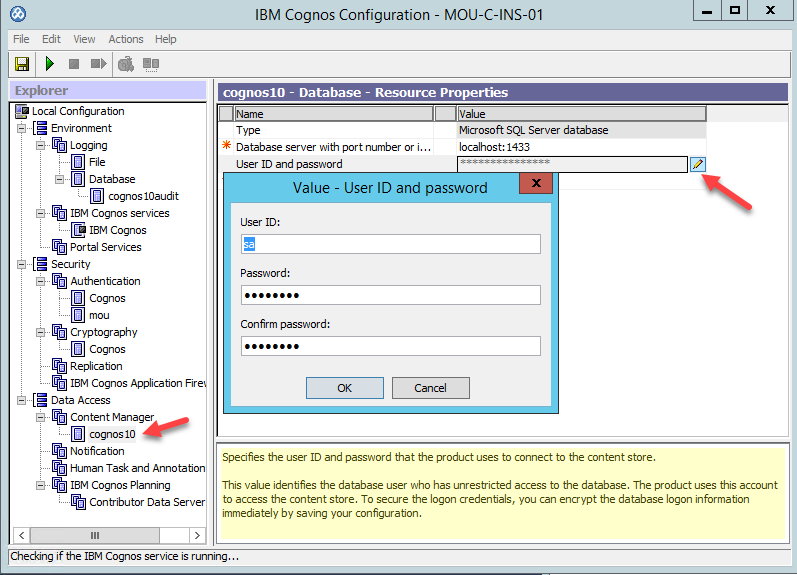 IBM Cognos Configuration - MOU-C-INS-01
File Edit View Actions Help
Explorer
Local Configuration
Environment
Logging
File
Database
cognos10audit
IBM Cognos services
IBM Cognos
Portal Services
Security
Authentication
Cognos
mou
Cryptography
Cognos
Replication
IBM Cognos Application Firew
Data Access
Content Manager
cognos10
Notification
Human Task and Annotation
IBM Cognos Planning
Contributor Data Server
cognos10 - Database - Resource Properties
Name Value
Type Microsoft SQL Server database
* Database server with port number or i... localhost:1433
User ID and password ***************
Value - User ID and password
User ID:
sa
Password:
••••••••
Confirm password:
••••••••
OK Cancel
Specifies the user ID and password that the product uses to connect to the content store.
This value identifies the database user who has unrestricted access to the database. The product uses this account
to access the content store. To secure the logon credentials, you can encrypt the database logon information
immediately by saving your configuration.
Checking if the IBM Cognos service is running...